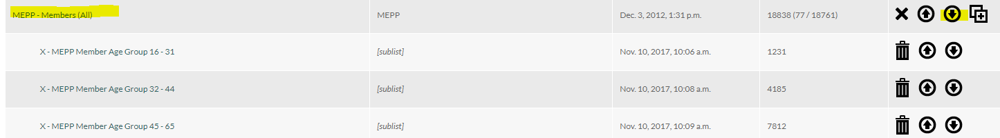 MEPP - Members (All) MEPP Dec. 3, 2012, 1:31 p.m. 18838 (77 / 18761)
X - MEPP Member Age Group 16 - 31 [sublist] Nov. 10, 2017, 10:06 a.m. 1231
X - MEPP Member Age Group 32 - 44 [sublist] Nov. 10, 2017, 10:08 a.m. 4185
X - MEPP Member Age Group 45 - 65 [sublist] Nov. 10, 2017, 10:09 a.m. 7812